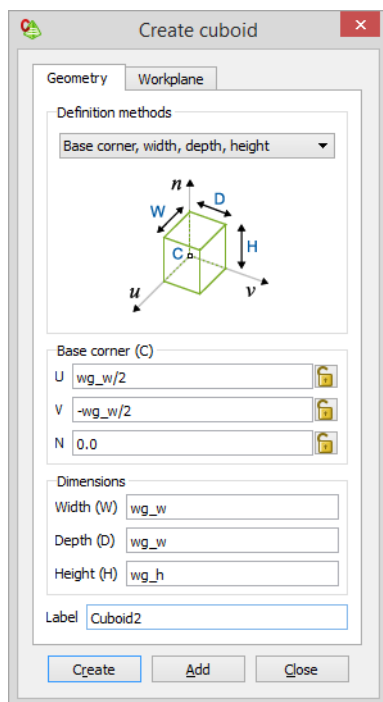 Create cuboid
Geometry Workplane
Definition methods
Base corner, width, depth, height
n
W D
C H
u v
Base corner (C)
U wg_w/2
V -wg_w/2
N 0.0
Dimensions
Width (W) wg_w
Depth (D) wg_w
Height (H) wg_h
Label Cuboid2
Create Add Close